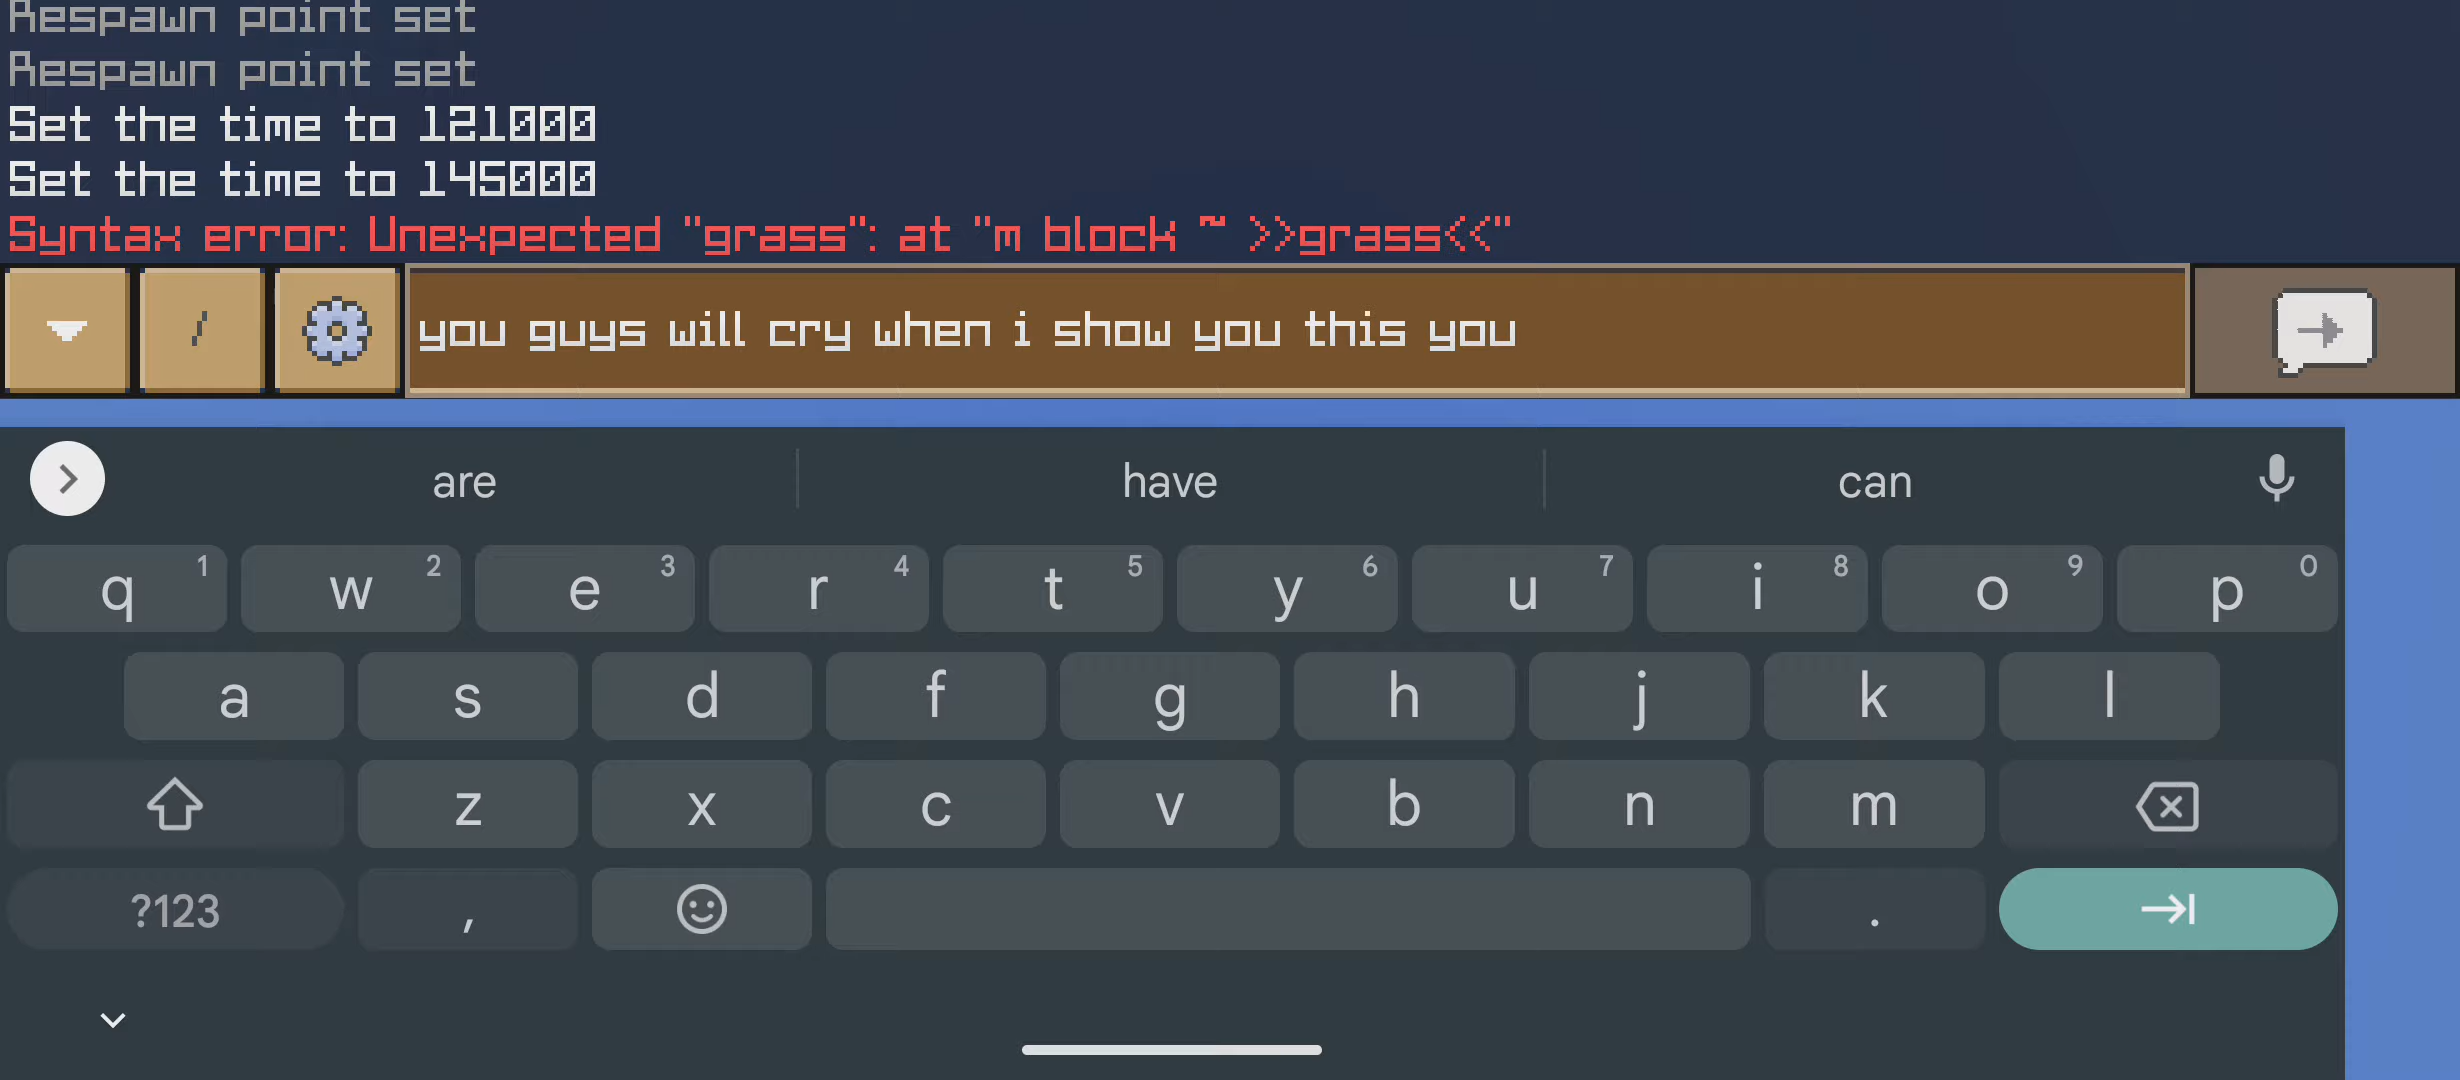 Respawn point set
Respawn point set
Set the time to 121000
Set the time to 145000
Syntax error: Unexpected "grass": at "m block ~ >>grass<<"
/ you guys will cry when i show you this you
are have can
q 1 w 2 e 3 r 4 t 5 y 6 u 7 i 8 o 9 p 0
a s d f g h j k l
z x c v b n m
?123 , .